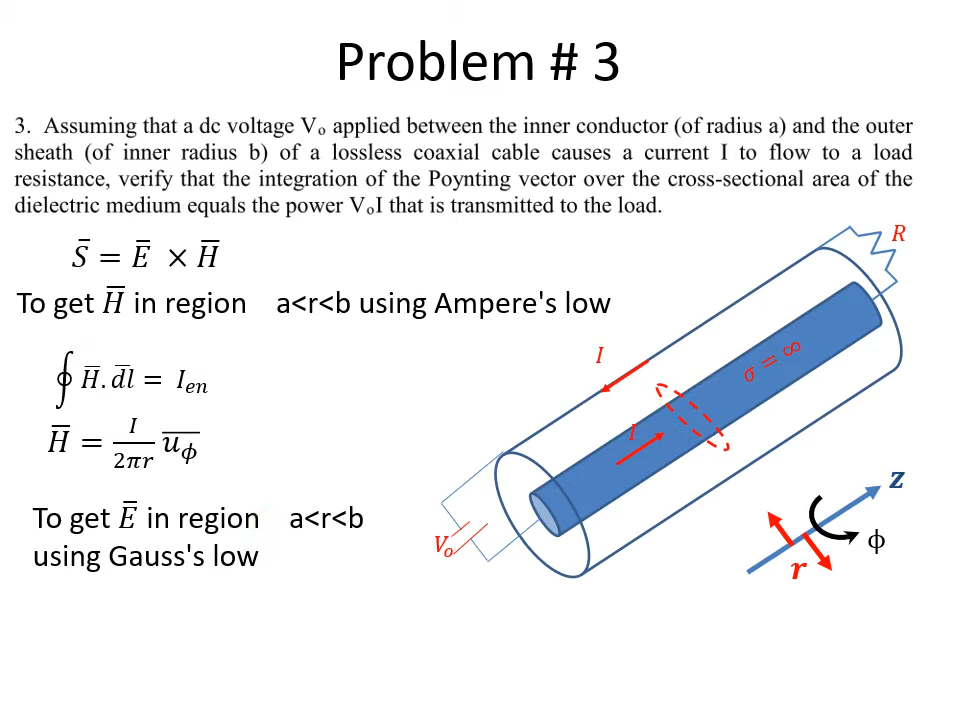 Problem # 3
3. Assuming that a dc voltage Vₒ applied between the inner conductor (of radius a) and the outer
sheath (of inner radius b) of a lossless coaxial cable causes a current I to flow to a load
resistance, verify that the integration of the Poynting vector over the cross-sectional area of the
dielectric medium equals the power VₒI that is transmitted to the load.
S̄ = Ē × H̄
To get H̄ in region a<r<b using Ampere's low
∮ H̄. d̄l̄ = Iₑₙ
H̄ = I/2πr u̅_ϕ
To get Ē in region a<r<b
using Gauss's low
R
I
σ = ∞
I
Vₒ
z
ϕ
r